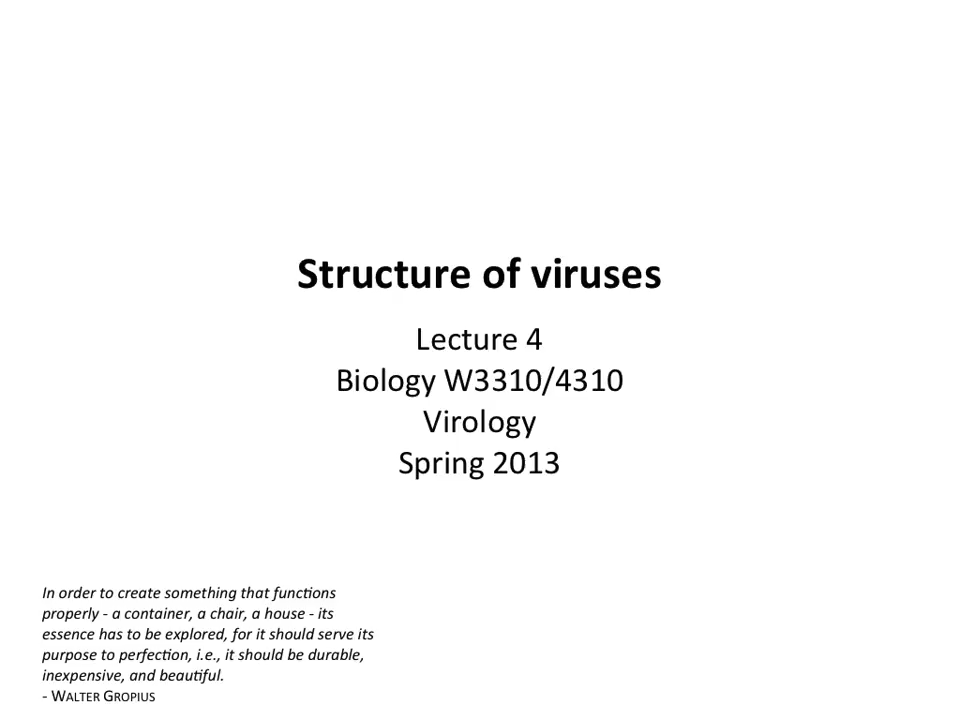 Structure of viruses
Lecture 4
Biology W3310/4310
Virology
Spring 2013
In order to create something that functions
properly - a container, a chair, a house - its
essence has to be explored, for it should serve its
purpose to perfection, i.e., it should be durable,
inexpensive, and beautiful.
- WALTER GROPIUS